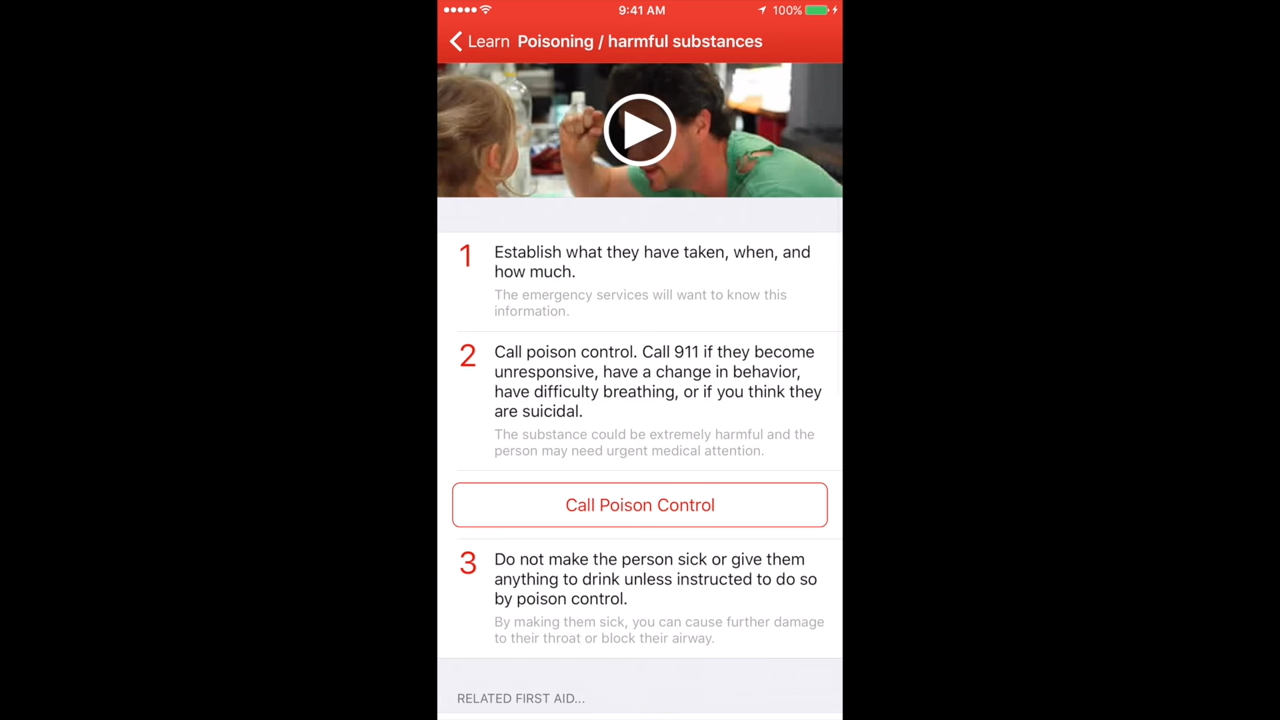 9:41 AM
100%
Learn Poisoning / harmful substances
1 Establish what they have taken, when, and
how much.
The emergency services will want to know this
information.
2 Call poison control. Call 911 if they become
unresponsive, have a change in behavior,
have difficulty breathing, or if you think they
are suicidal.
The substance could be extremely harmful and the
person may need urgent medical attention.
Call Poison Control
3 Do not make the person sick or give them
anything to drink unless instructed to do so
by poison control.
By making them sick, you can cause further damage
to their throat or block their airway.
RELATED FIRST AID...